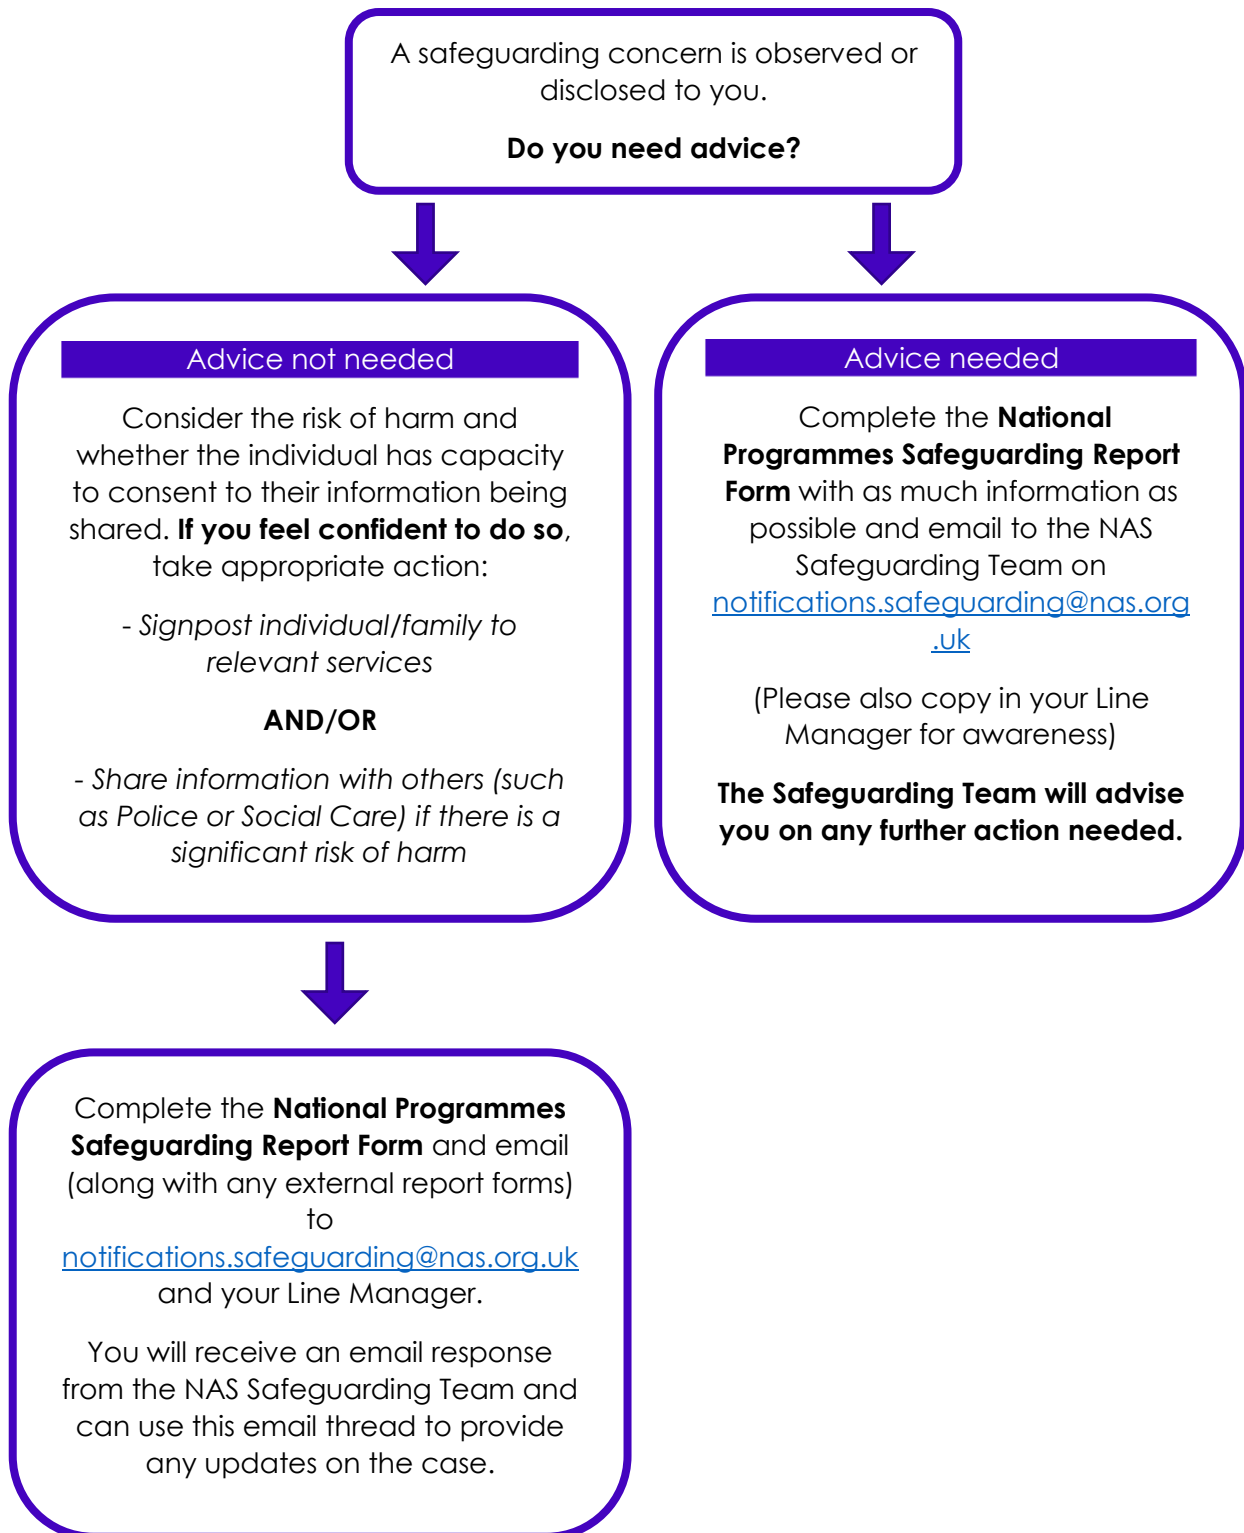 A safeguarding concern is observed or
disclosed to you.
Do you need advice?
Advice not needed
Consider the risk of harm and
whether the individual has capacity
to consent to their information being
shared. If you feel confident to do so,
take appropriate action:
- Signpost individual/family to
relevant services
AND/OR
- Share information with others (such
as Police or Social Care) if there is a
significant risk of harm
Advice needed
Complete the National
Programmes Safeguarding Report
Form with as much information as
possible and email to the NAS
Safeguarding Team on
notifications.safeguarding@nas.org
.uk
(Please also copy in your Line
Manager for awareness)
The Safeguarding Team will advise
you on any further action needed.
Complete the National Programmes
Safeguarding Report Form and email
(along with any external report forms)
to
notifications.safeguarding@nas.org.uk
and your Line Manager.
You will receive an email response
from the NAS Safeguarding Team and
can use this email thread to provide
any updates on the case.